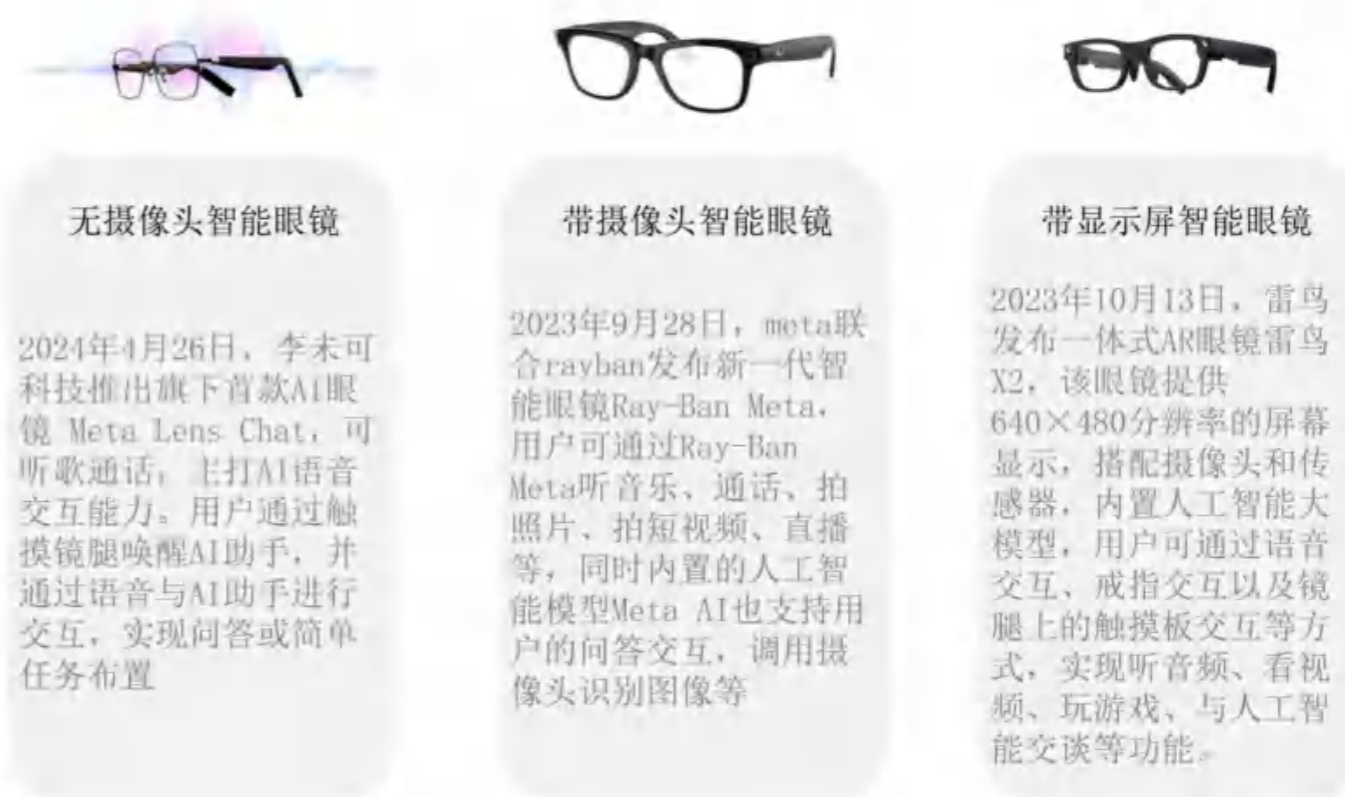 无摄像头智能眼镜
2024年4月26日，李未可
科技推出旗下首款AI眼
镜 Meta Lens Chat，可
听歌通话，主打AI语音
交互能力。用户通过触
摸镜腿唤醒AI助手，并
通过语音与AI助手进行
交互，实现问答或简单
任务布置
带摄像头智能眼镜
2023年9月28日，meta联
合rayban发布新一代智
能眼镜Ray-Ban Meta，
用户可通过Ray-Ban
Meta听音乐、通话、拍
照片、拍短视频、直播
等，同时内置的人工智
能模型Meta AI也支持用
户的问答交互，调用摄
像头识别图像等
带显示屏智能眼镜
2023年10月13日，雷鸟
发布一体式AR眼镜雷鸟
X2，该眼镜提供
640×480分辨率的屏幕
显示，搭配摄像头和传
感器，内置人工智能大
模型，用户可通过语音
交互、戒指交互以及镜
腿上的触摸板交互等方
式，实现听音频、看视
频、玩游戏、与人工智
能交谈等功能。